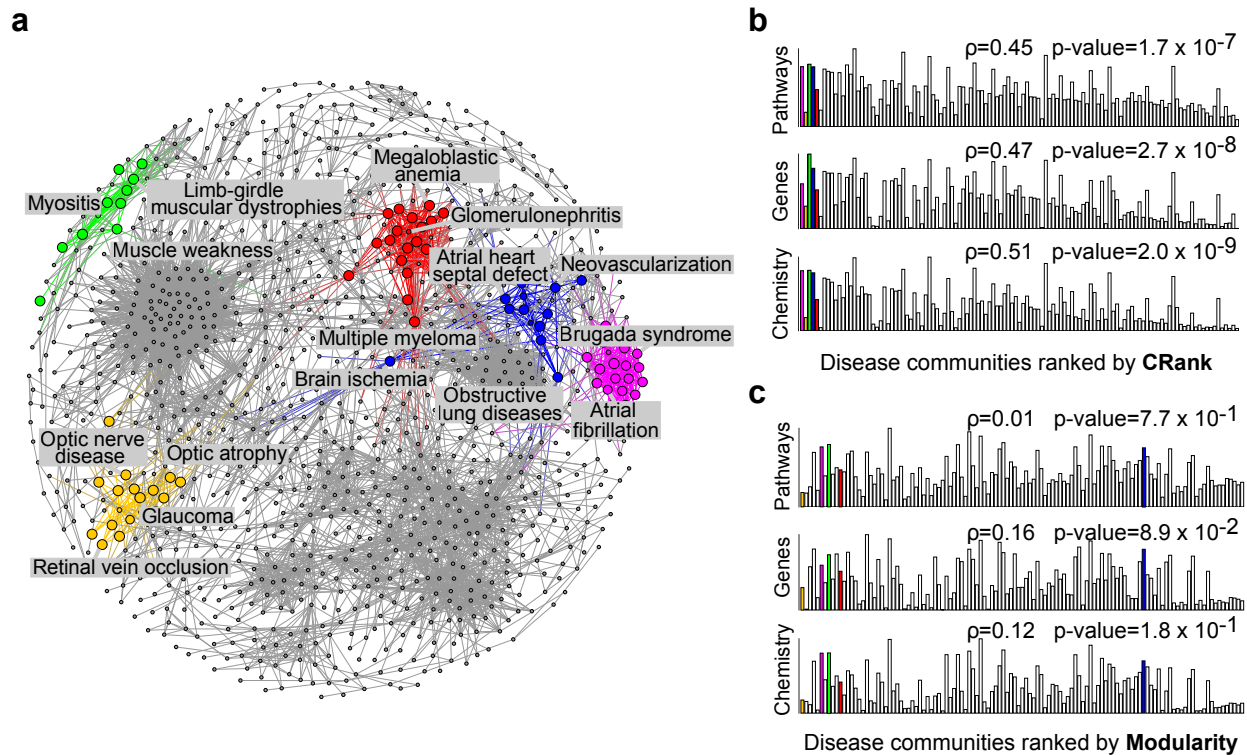 a
Megaloblastic
anemia
Myositis
Limb-girdle
muscular dystrophies
Glomerulonephritis
Muscle weakness
Atrial heart
septal defect
Neovascularization
Multiple myeloma
Brugada syndrome
Brain ischemia
Obstructive
lung diseases
Atrial
fibrillation
Optic nerve
disease
Optic atrophy
Glaucoma
Retinal vein occlusion
b
Pathways
ρ=0.45 p-value=1.7 x 10-7
Genes
ρ=0.47 p-value=2.7 x 10-8
Chemistry
ρ=0.51 p-value=2.0 x 10-9
Disease communities ranked by CRank
c
Pathways
ρ=0.01 p-value=7.7 x 10-1
Genes
ρ=0.16 p-value=8.9 x 10-2
Chemistry
ρ=0.12 p-value=1.8 x 10-1
Disease communities ranked by Modularity